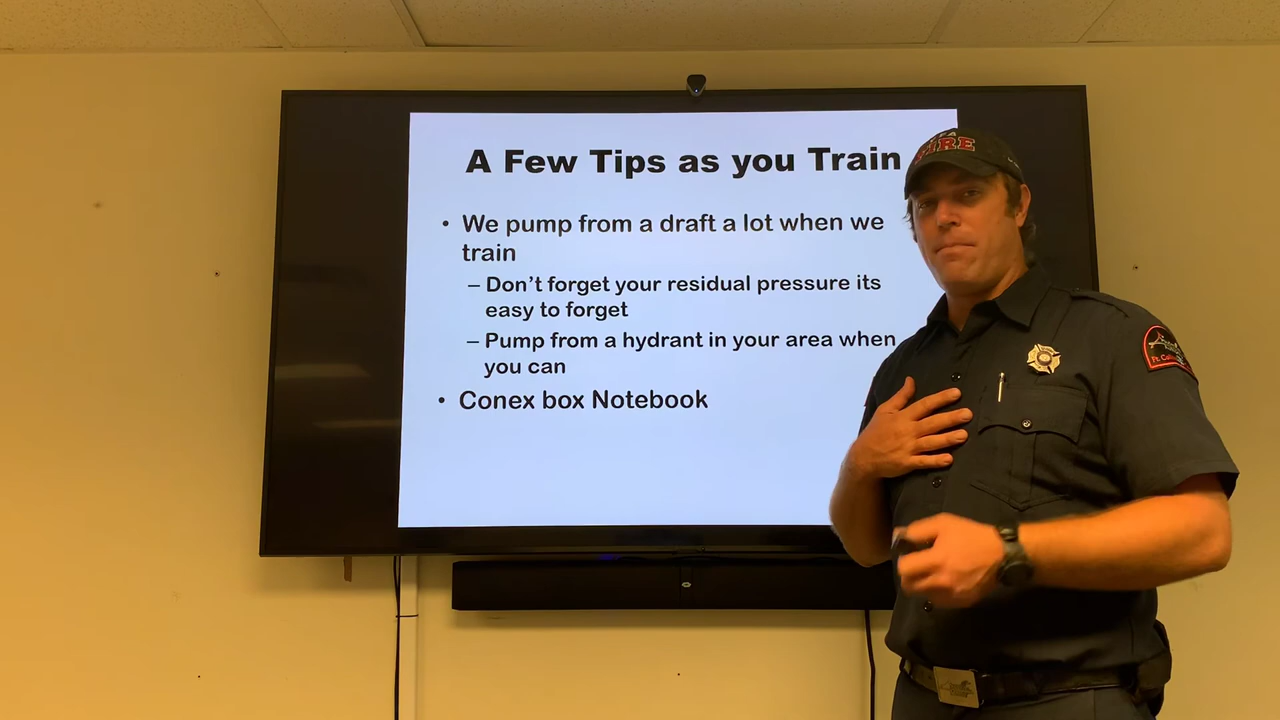 A Few Tips as you Train
• We pump from a draft a lot when we
train
– Don't forget your residual pressure its
easy to forget
– Pump from a hydrant in your area when
you can
• Conex box Notebook
FIRE